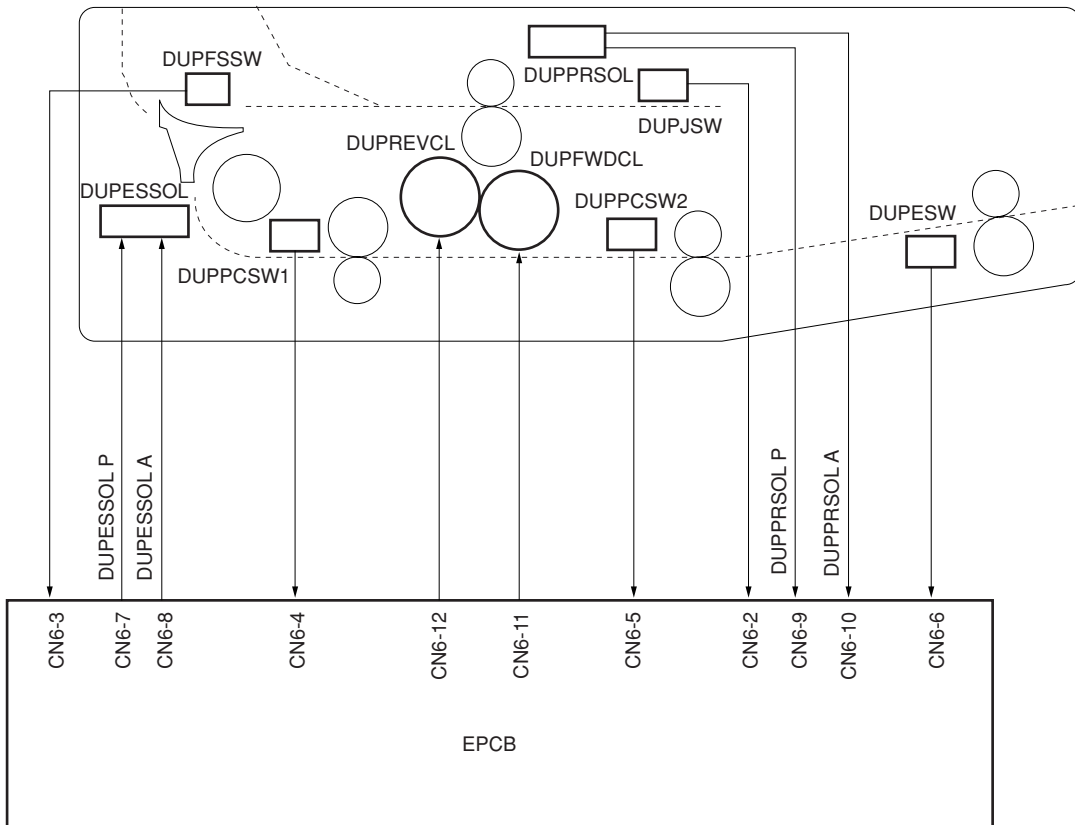 DUPFSSW
DUPPRSOL
DUPJSW
DUPREVCL
DUPFWDCL
DUPESSOL
DUPPCSW2
DUPESW
DUPPCSW1
DUPESSOL P
DUPESSOL A
DUPPRSOL P
DUPPRSOL A
CN6-3
CN6-7
CN6-8
CN6-4
CN6-12
CN6-11
CN6-5
CN6-2
CN6-9
CN6-10
CN6-6
EPCB